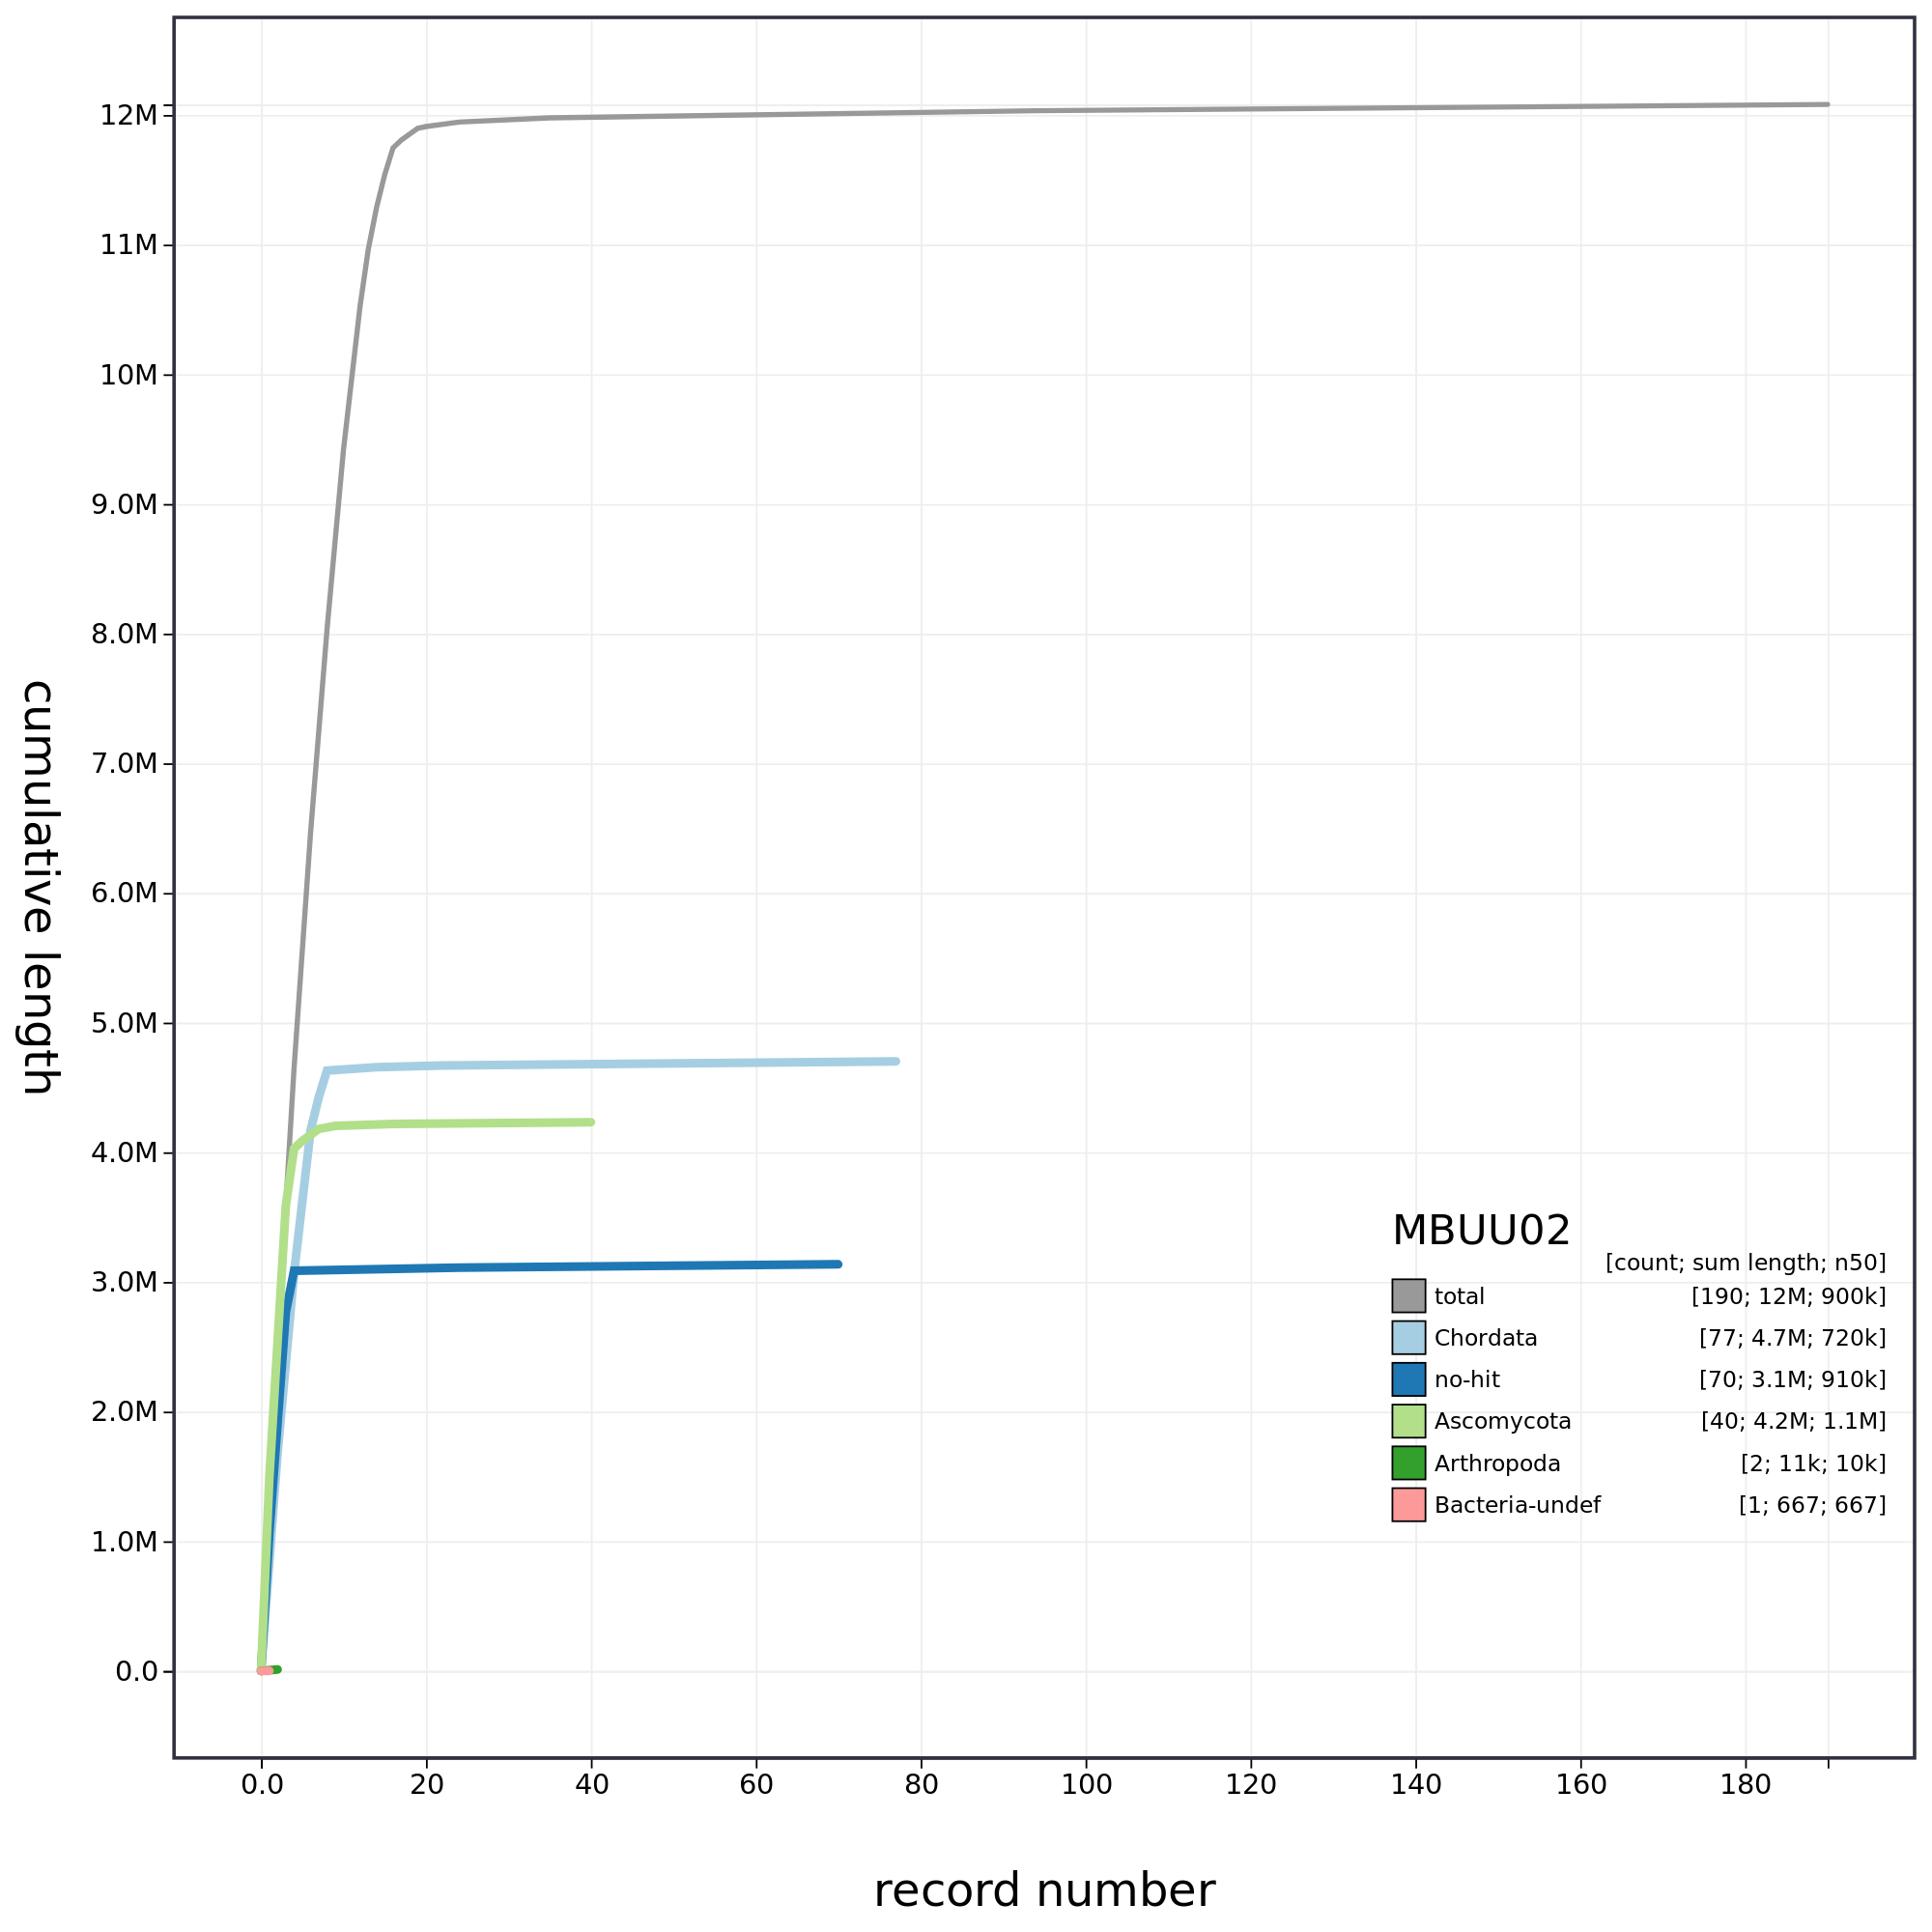 12M
11M
10M
9.0M
8.0M
7.0M
6.0M
5.0M
4.0M
3.0M
2.0M
1.0M
0.0
cumulative length
MBUU02
[count; sum length; n50]
total [190; 12M; 900k]
Chordata [77; 4.7M; 720k]
no-hit [70; 3.1M; 910k]
Ascomycota [40; 4.2M; 1.1M]
Arthropoda [2; 11k; 10k]
Bacteria-undef [1; 667; 667]
0.0 20 40 60 80 100 120 140 160 180
record number